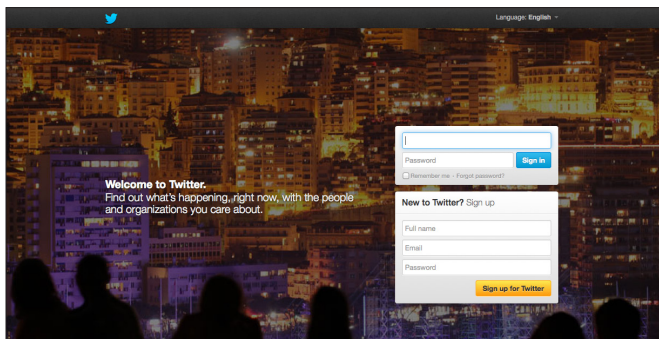 Language: English
Password
Sign in
Remember me · Forgot password?
Welcome to Twitter.
Find out what's happening, right now, with the people
and organizations you care about.
New to Twitter? Sign up
Full name
Email
Password
Sign up for Twitter